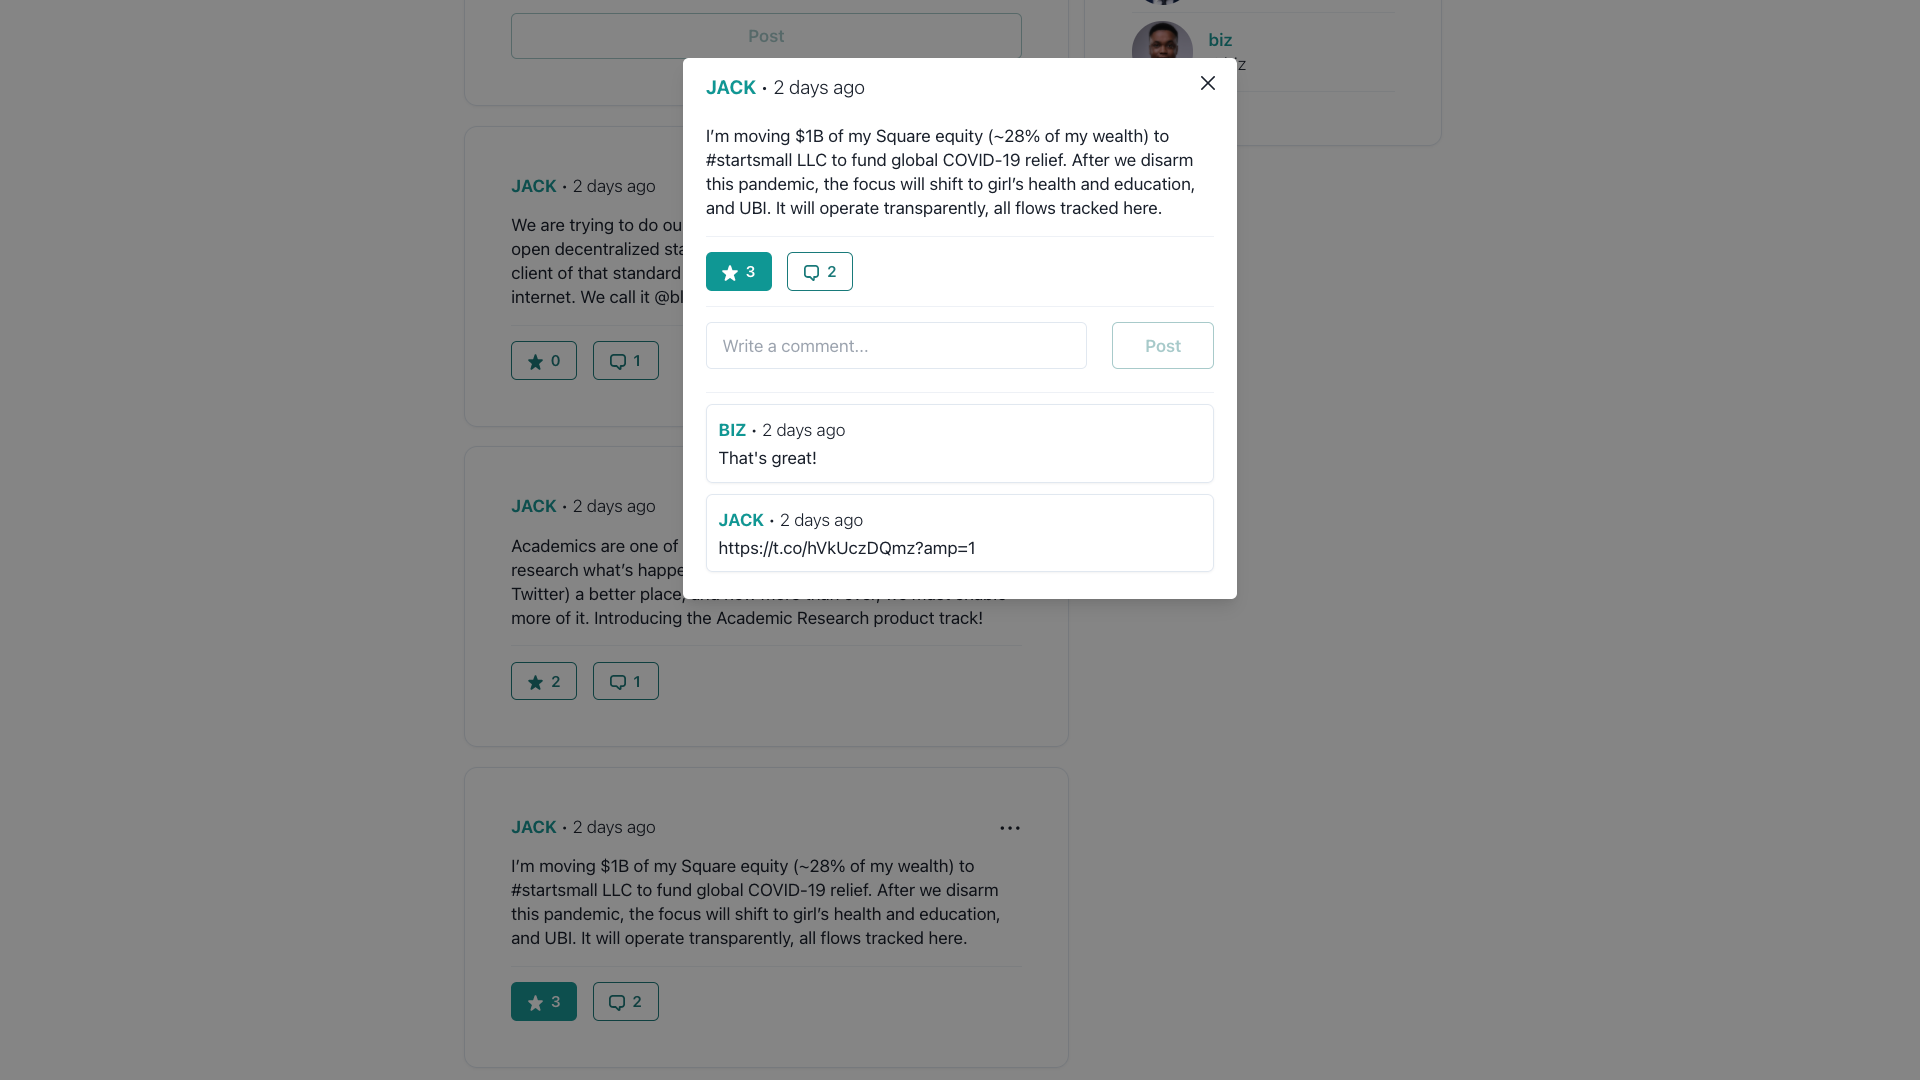 Post
biz
z
JACK • 2 days ago
I’m moving $1B of my Square equity (~28% of my wealth) to
#startsmall LLC to fund global COVID-19 relief. After we disarm
this pandemic, the focus will shift to girl’s health and education,
and UBI. It will operate transparently, all flows tracked here.
3 2
Write a comment...
Post
BIZ • 2 days ago
That's great!
JACK • 2 days ago
https://t.co/hVkUczDQmz?amp=1
JACK • 2 days ago
We are trying to do ou
open decentralized sta
client of that standard
internet. We call it @bl
0 1
JACK • 2 days ago
Academics are one of
research what’s happe
Twitter) a better place,
more of it. Introducing the Academic Research product track!
2 1
JACK • 2 days ago
I’m moving $1B of my Square equity (~28% of my wealth) to
#startsmall LLC to fund global COVID-19 relief. After we disarm
this pandemic, the focus will shift to girl’s health and education,
and UBI. It will operate transparently, all flows tracked here.
3 2